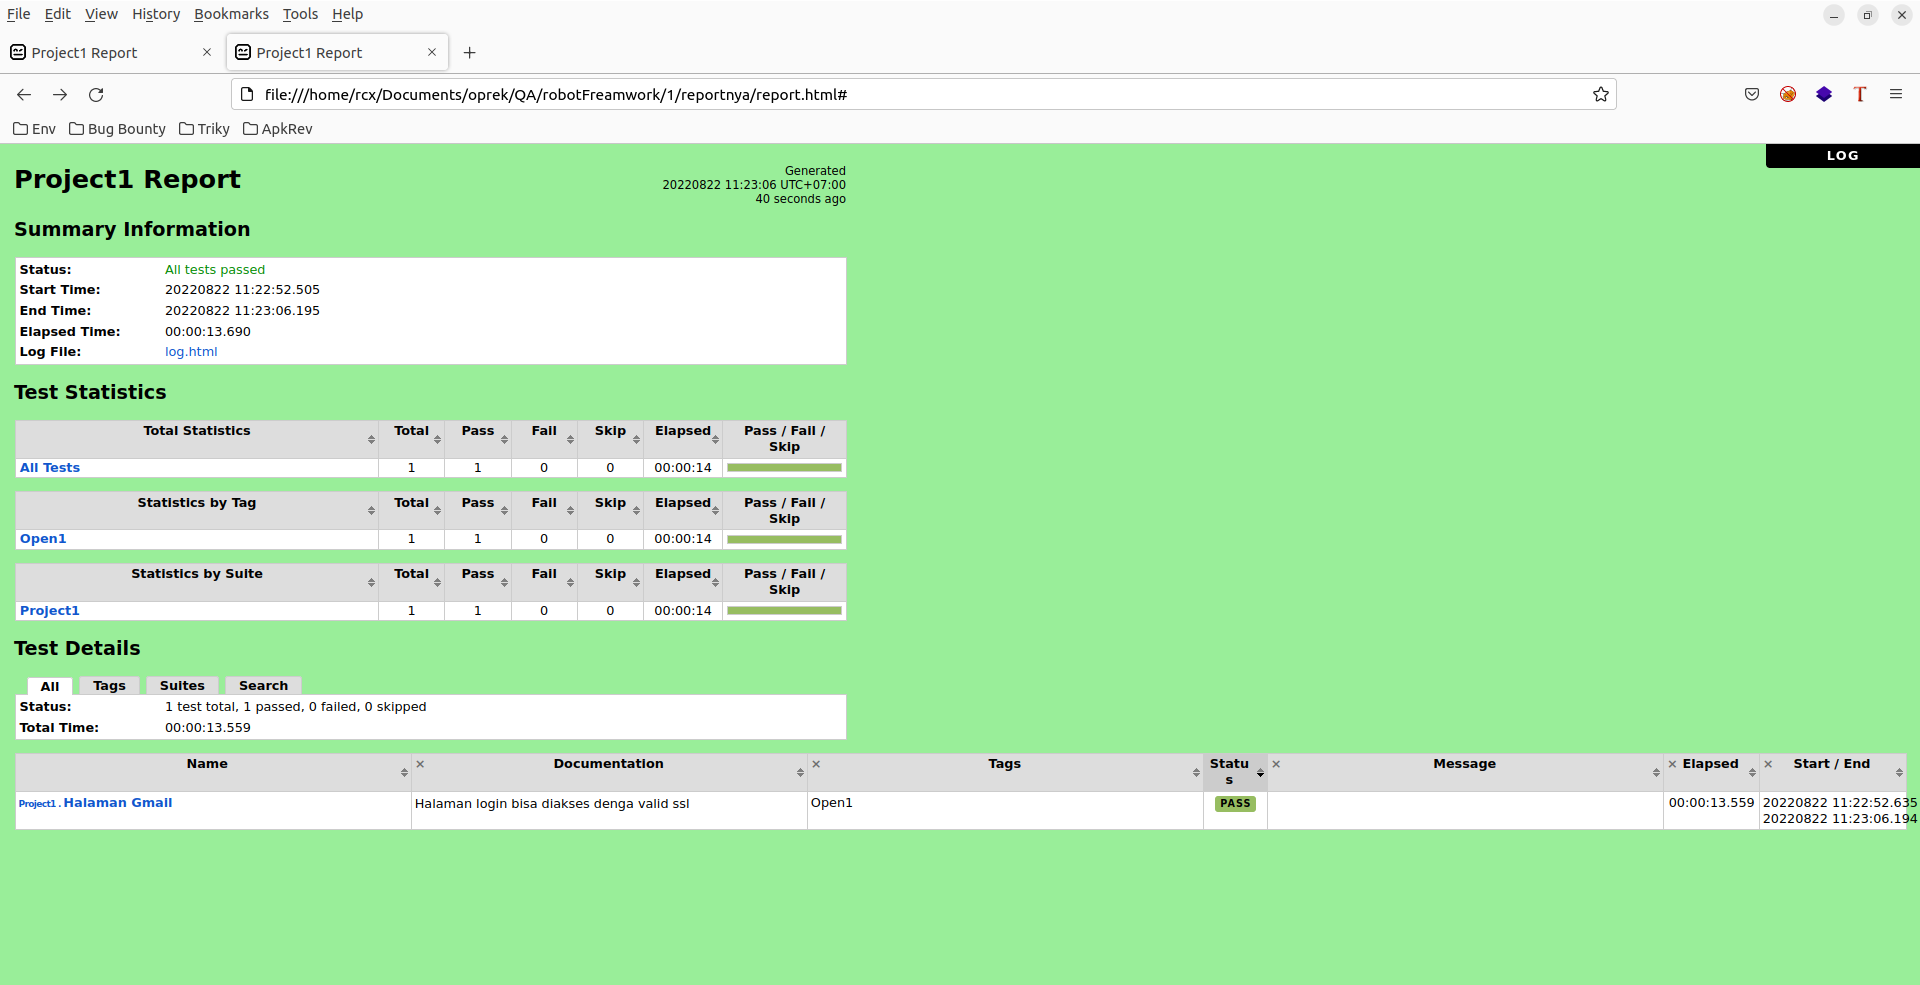 File Edit View History Bookmarks Tools Help
Project1 Report
Project1 Report
file:///home/rcx/Documents/oprek/QA/robotFreamwork/1/reportnya/report.html#
Env Bug Bounty Triky ApkRev
LOG
Project1 Report
Generated
20220822 11:23:06 UTC+07:00
40 seconds ago
Summary Information
Status: All tests passed
Start Time: 20220822 11:22:52.505
End Time: 20220822 11:23:06.195
Elapsed Time: 00:00:13.690
Log File: log.html
Test Statistics
Total Statistics Total Pass Fail Skip Elapsed Pass / Fail / Skip
All Tests 1 1 0 0 00:00:14
Statistics by Tag Total Pass Fail Skip Elapsed Pass / Fail / Skip
Open1 1 1 0 0 00:00:14
Statistics by Suite Total Pass Fail Skip Elapsed Pass / Fail / Skip
Project1 1 1 0 0 00:00:14
Test Details
All Tags Suites Search
Status: 1 test total, 1 passed, 0 failed, 0 skipped
Total Time: 00:00:13.559
Name × Documentation × Tags Status × Message × Elapsed × Start / End
Project1 . Halaman Gmail Halaman login bisa diakses denga valid ssl Open1 PASS 00:00:13.559 20220822 11:22:52.635
20220822 11:23:06.194